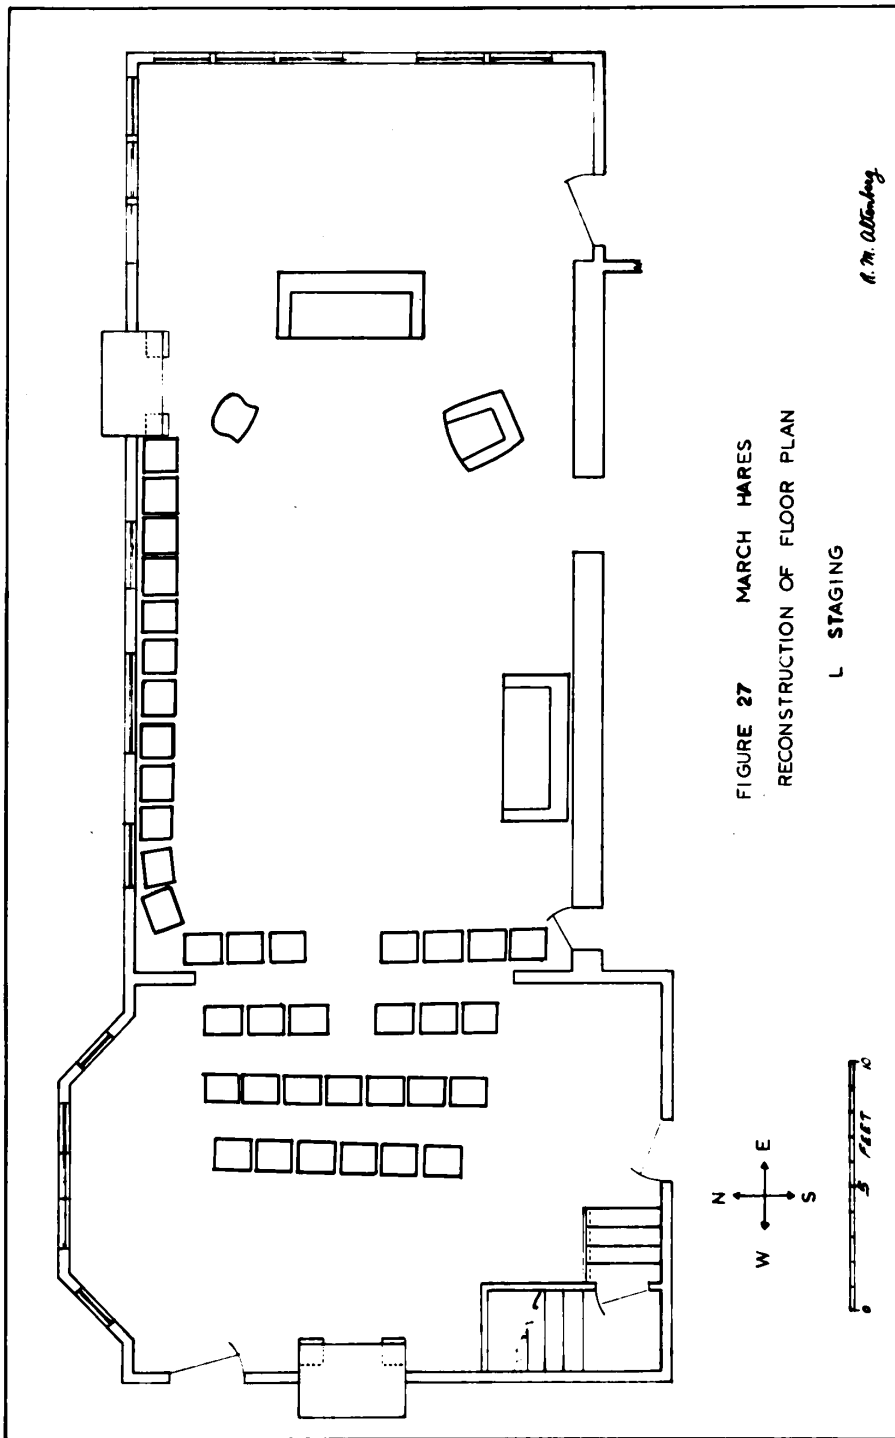 FIGURE 27 MARCH HARES
RECONSTRUCTION OF FLOOR PLAN
L STAGING
R. M. Altenberg
N
W E
S
0 5 FEET 10